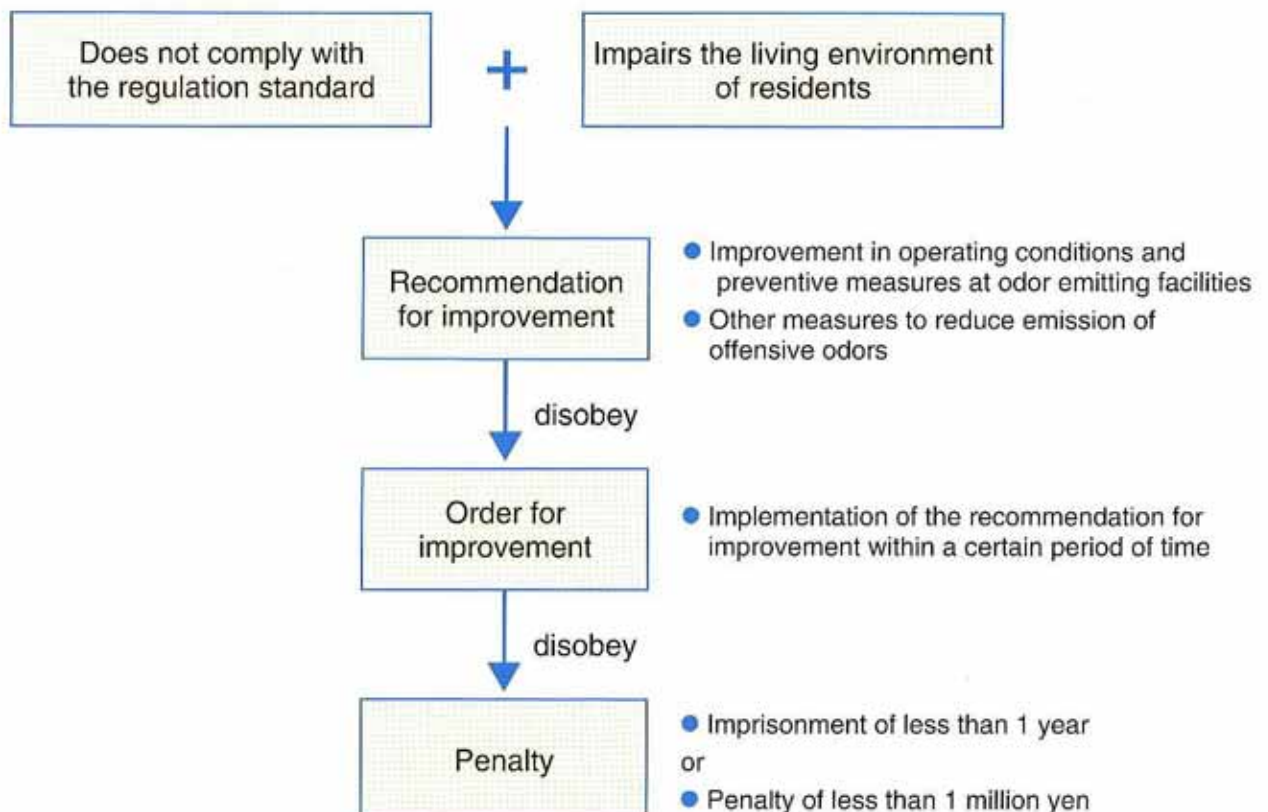 Does not comply with
the regulation standard
+
Impairs the living environment
of residents
Recommendation
for improvement
● Improvement in operating conditions and
preventive measures at odor emitting facilities
● Other measures to reduce emission of
offensive odors
disobey
Order for
improvement
● Implementation of the recommendation for
improvement within a certain period of time
disobey
Penalty
● Imprisonment of less than 1 year
or
● Penalty of less than 1 million yen